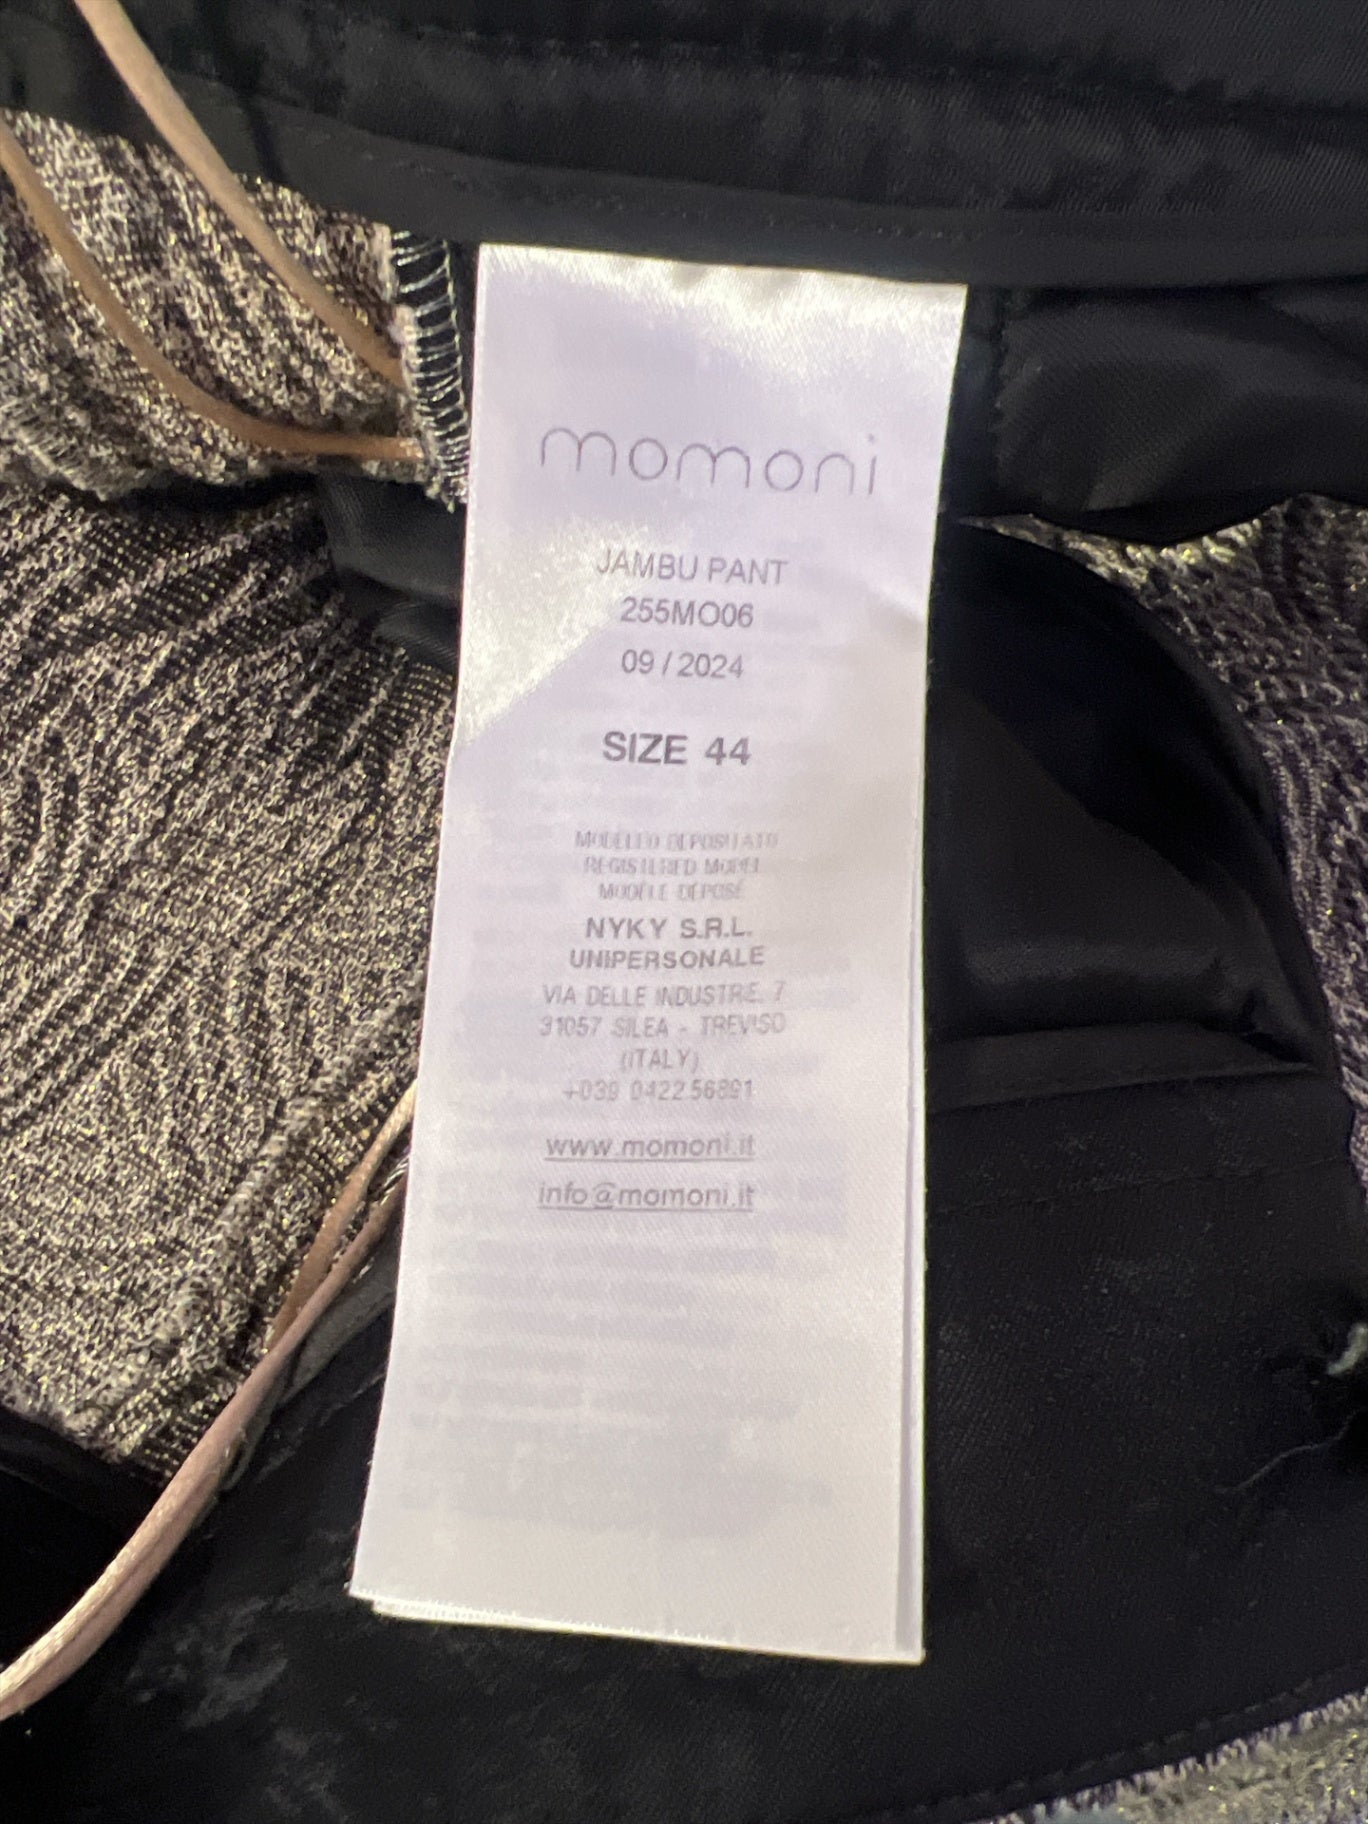 momoni
JAMBU PANT
255MO06
09 / 2024
SIZE 44
MODELLO DEPOSITATO
REGISTERED MODEL
MODÈLE DÉPOSÉ
NYKY S.R.L.
UNIPERSONALE
VIA DELLE INDUSTRIE, 7
31057 SILEA - TREVISO
(ITALY)
+039 0422 56891
www.momoni.it
info@momoni.it